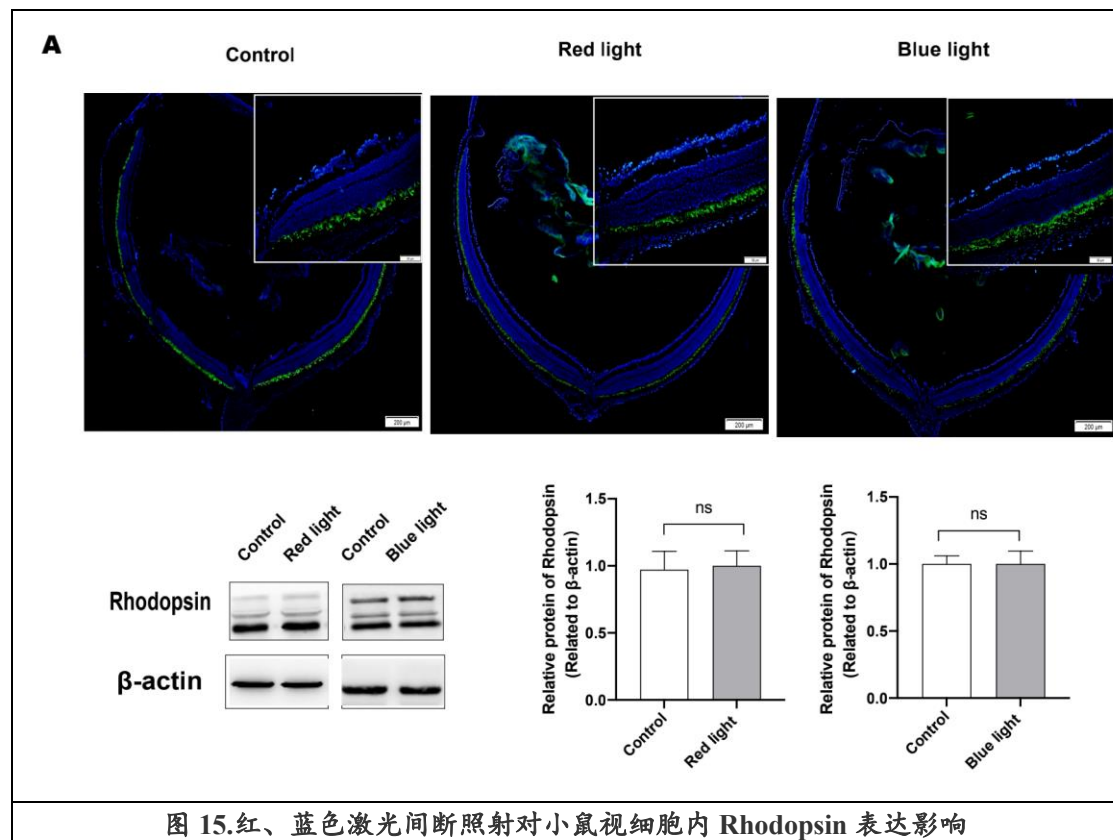 A
Control
Red light
Blue light
200 μm
200 μm
200 μm
Control
Red light
Control
Blue light
Rhodopsin
β-actin
Relative protein of Rhodopsin
(Related to β-actin)
1.5
1.0
0.5
0.0
ns
Control
Red light
Relative protein of Rhodopsin
(Related to β-actin)
1.5
1.0
0.5
0.0
ns
Control
Blue light
图 15.红、蓝色激光间断照射对小鼠视细胞内 Rhodopsin 表达影响